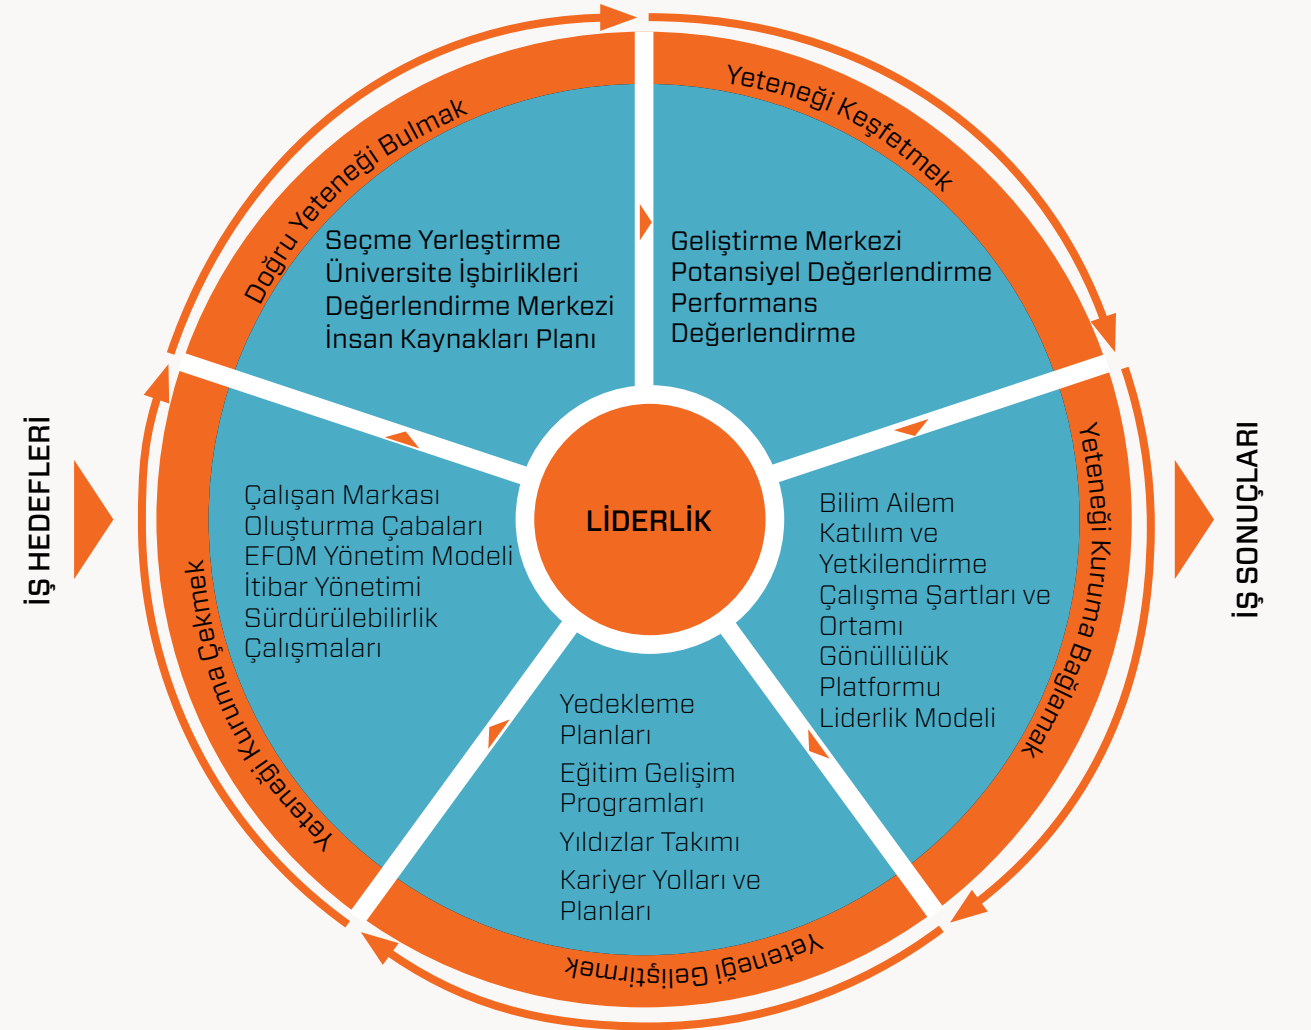 Doğru Yeteneği Bulmak
Seçme Yerleştirme
Üniversite İşbirlikleri
Değerlendirme Merkezi
İnsan Kaynakları Planı
Yeteneği Keşfetmek
Geliştirme Merkezi
Potansiyel Değerlendirme
Performans
Değerlendirme
Yeteneği Kuruma Bağlamak
Bilim Ailem
Katılım ve
Yetkilendirme
Çalışma Şartları ve
Ortamı
Gönüllülük
Platformu
Liderlik Modeli
Yeteneği Geliştirmek
Yedekleme
Planları
Eğitim Gelişim
Programları
Yıldızlar Takımı
Kariyer Yolları ve
Planları
Yeteneği Kuruma Çekmek
Çalışan Markası
Oluşturma Çabaları
EFOM Yönetim Modeli
İtibar Yönetimi
Sürdürülebilirlik
Çalışmaları
LİDERLİK
İŞ HEDEFLERİ
İŞ SONUÇLARI